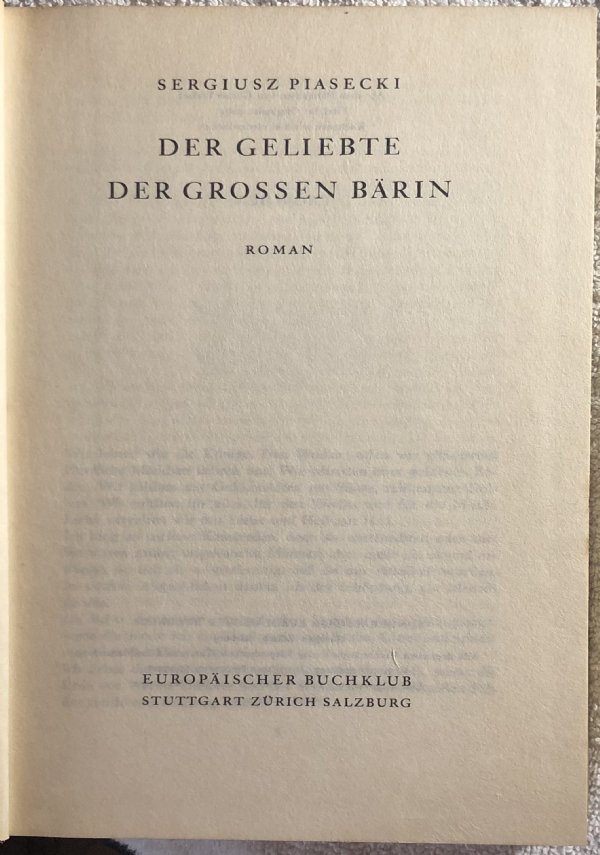 SERGIUSZ PIASECKI
DER GELIEBTE
DER GROSSEN BÄRIN
ROMAN
EUROPÄISCHER BUCHKLUB
STUTTGART ZÜRICH SALZBURG